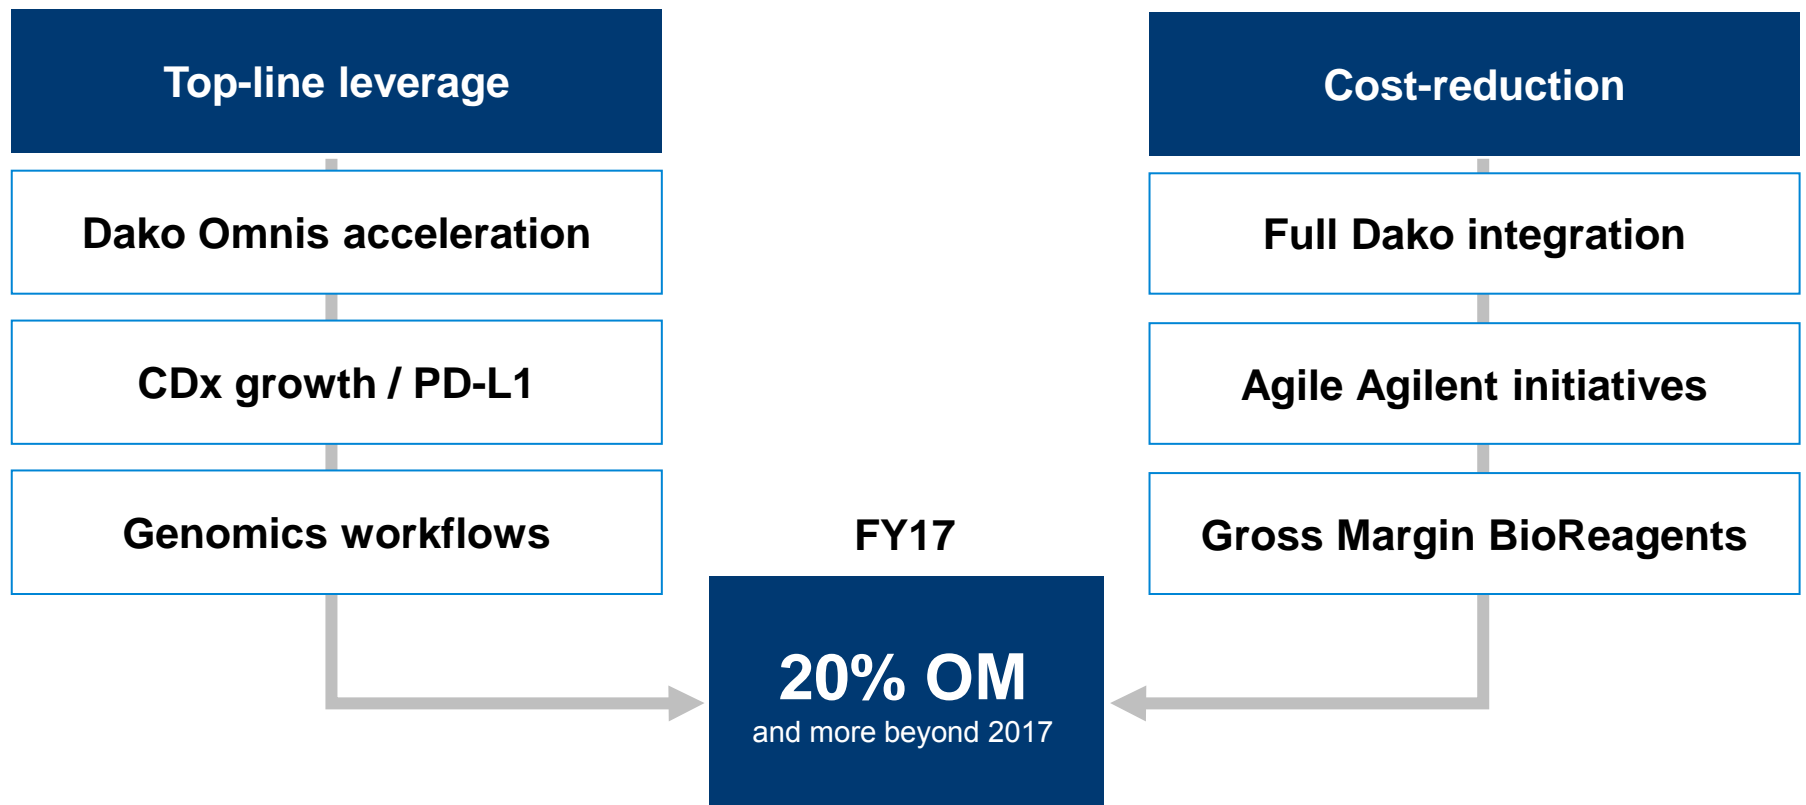 Top-line leverage
Dako Omnis acceleration
CDx growth / PD-L1
Genomics workflows
Cost-reduction
Full Dako integration
Agile Agilent initiatives
Gross Margin BioReagents
FY17
20% OM
and more beyond 2017